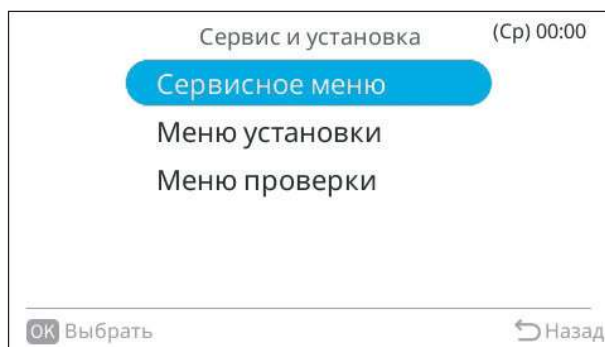 Сервис и установка
(Ср) 00:00
Сервисное меню
Меню установки
Меню проверки
OK Выбрать
Назад